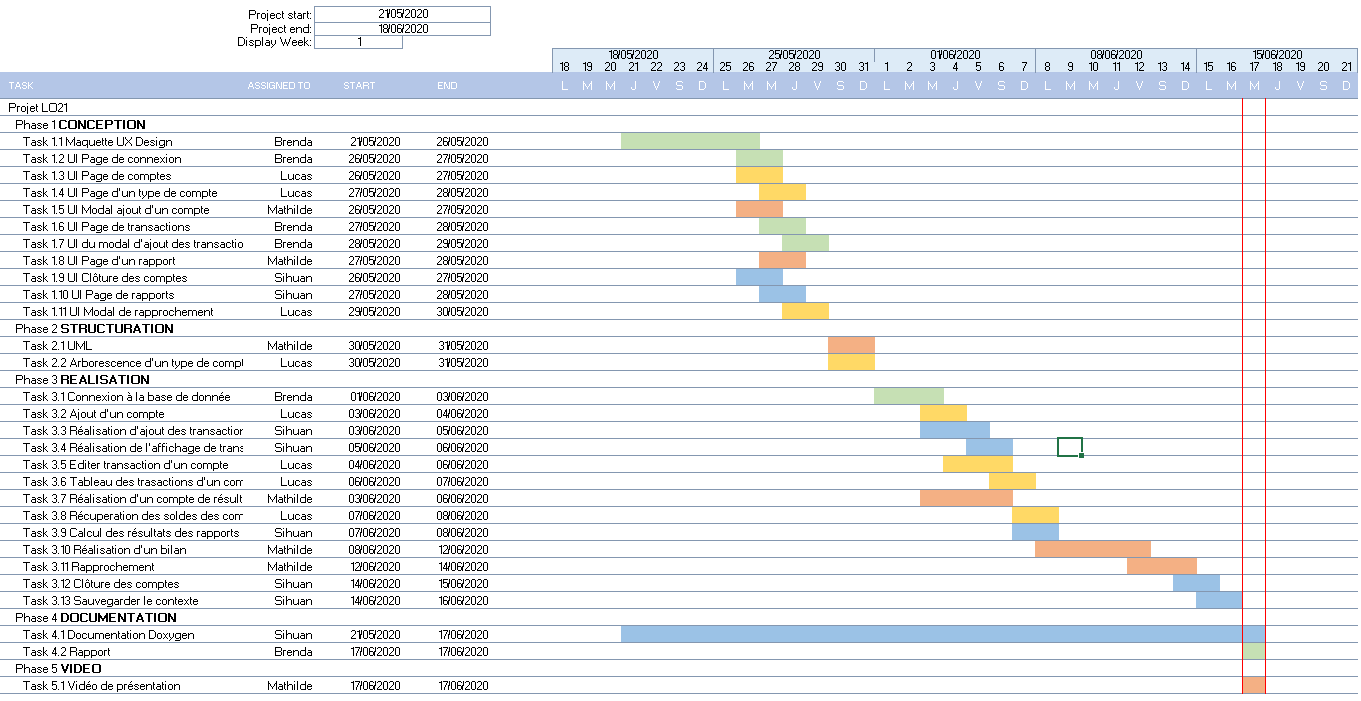 Project start: 21/05/2020
Project end: 18/06/2020
Display Week: 1
19/05/2020 25/05/2020 01/06/2020 08/06/2020 15/06/2020
18 19 20 21 22 23 24 25 26 27 28 29 30 31 1 2 3 4 5 6 7 8 9 10 11 12 13 14 15 16 17 18 19 20 21
TASK ASSIGNED TO START END L M M J V S D L M M J V S D L M M J V S D L M M J V S D L M M J V S D
Projet LO21
Phase 1 CONCEPTION
Task 1.1 Maquette UX Design Brenda 21/05/2020 26/05/2020
Task 1.2 UI Page de connexion Brenda 26/05/2020 27/05/2020
Task 1.3 UI Page de comptes Lucas 26/05/2020 27/05/2020
Task 1.4 UI Page d'un type de compte Lucas 27/05/2020 28/05/2020
Task 1.5 UI Modal ajout d'un compte Mathilde 26/05/2020 27/05/2020
Task 1.6 UI Page de transactions Brenda 27/05/2020 28/05/2020
Task 1.7 UI du modal d'ajout des transactio Brenda 28/05/2020 29/05/2020
Task 1.8 UI Page d'un rapport Mathilde 27/05/2020 28/05/2020
Task 1.9 UI Clôture des comptes Sihuan 26/05/2020 27/05/2020
Task 1.10 UI Page de rapports Sihuan 27/05/2020 28/05/2020
Task 1.11 UI Modal de rapprochement Lucas 29/05/2020 30/05/2020
Phase 2 STRUCTURATION
Task 2.1 UML Mathilde 30/05/2020 31/05/2020
Task 2.2 Arborescence d'un type de compt Lucas 30/05/2020 31/05/2020
Phase 3 REALISATION
Task 3.1 Connexion à la base de donnée Brenda 01/06/2020 03/06/2020
Task 3.2 Ajout d'un compte Lucas 03/06/2020 04/06/2020
Task 3.3 Réalisation d'ajout des transaction Sihuan 03/06/2020 05/06/2020
Task 3.4 Réalisation de l'affichage de trans Sihuan 05/06/2020 06/06/2020
Task 3.5 Editer transaction d'un compte Lucas 04/06/2020 06/06/2020
Task 3.6 Tableau des trasactions d'un com Lucas 06/06/2020 07/06/2020
Task 3.7 Réalisation d'un compte de résult Mathilde 03/06/2020 06/06/2020
Task 3.8 Récuperation des soldes des com Lucas 07/06/2020 08/06/2020
Task 3.9 Calcul des résultats des rapports Sihuan 07/06/2020 08/06/2020
Task 3.10 Réalisation d'un bilan Mathilde 08/06/2020 12/06/2020
Task 3.11 Rapprochement Mathilde 12/06/2020 14/06/2020
Task 3.12 Clôture des comptes Sihuan 14/06/2020 15/06/2020
Task 3.13 Sauvegarder le contexte Sihuan 14/06/2020 16/06/2020
Phase 4 DOCUMENTATION
Task 4.1 Documentation Doxygen Sihuan 21/05/2020 17/06/2020
Task 4.2 Rapport Brenda 17/06/2020 17/06/2020
Phase 5 VIDEO
Task 5.1 Vidéo de présentation Mathilde 17/06/2020 17/06/2020